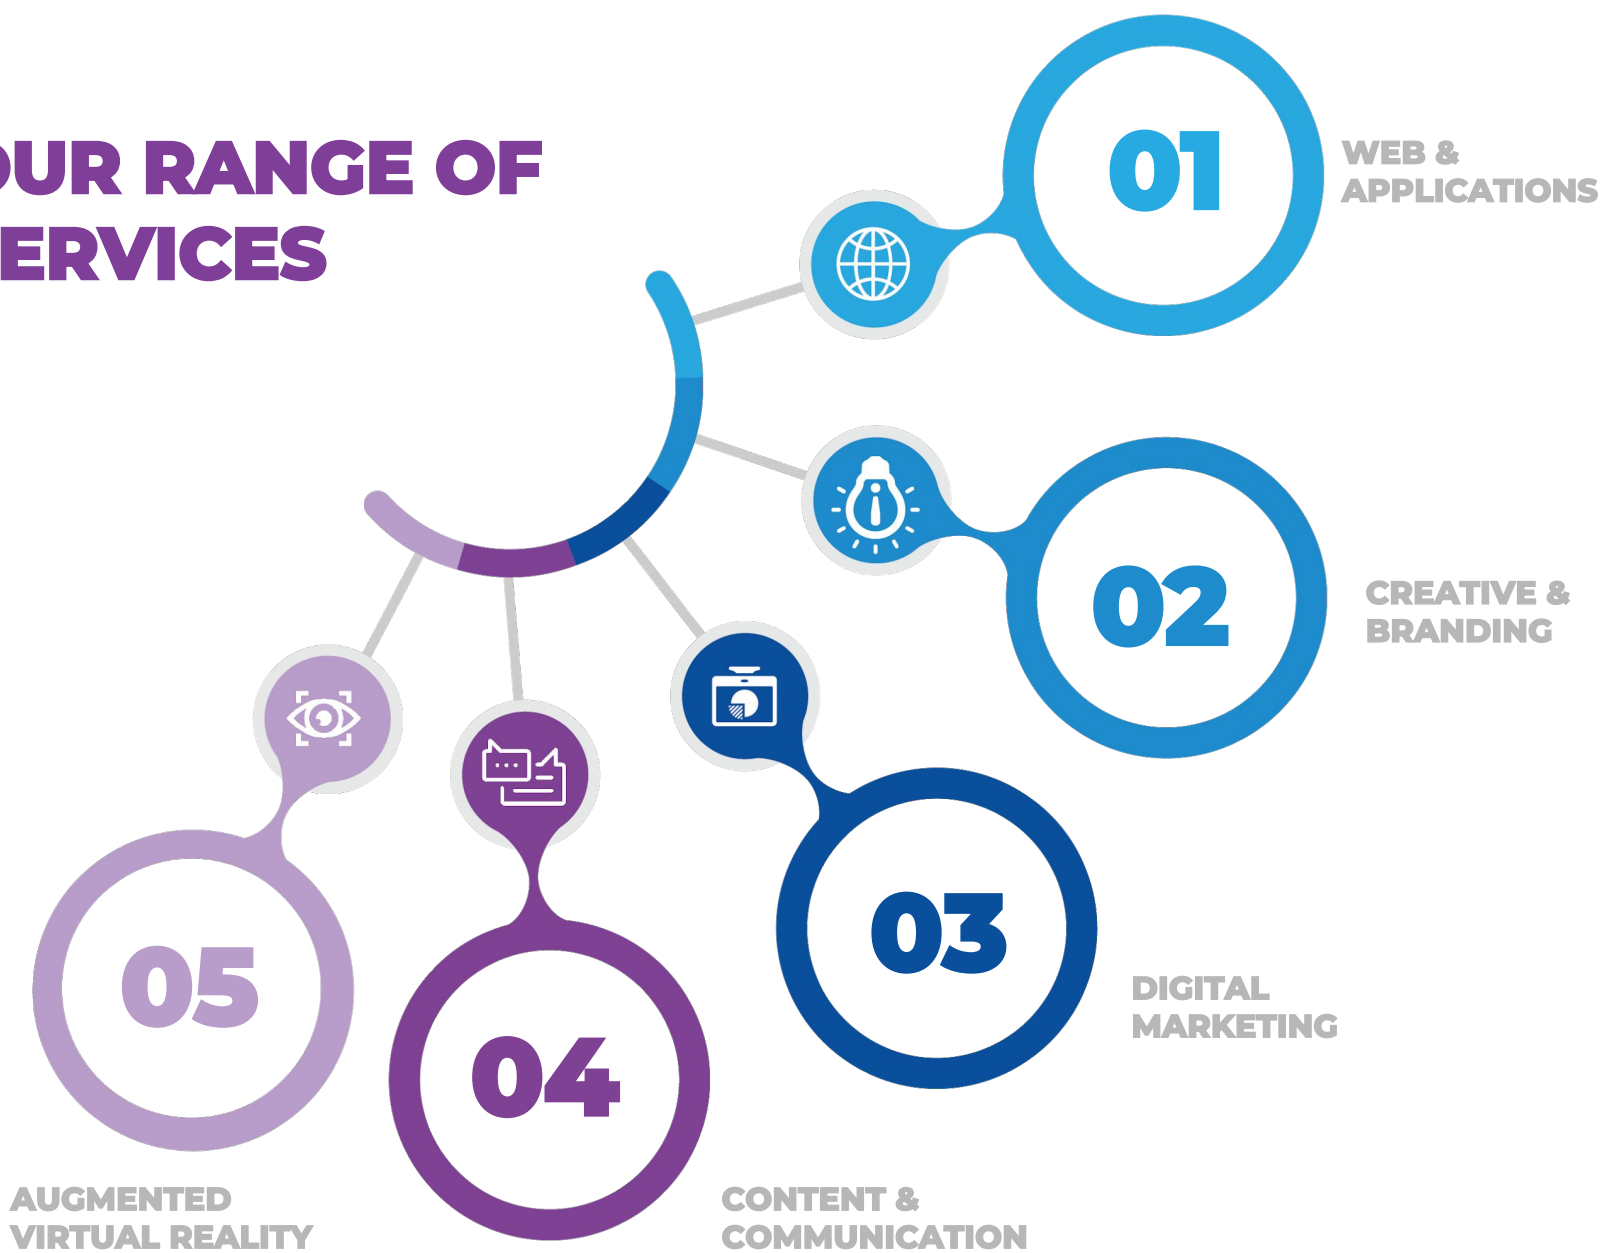 OUR RANGE OF
ERVICES
01
WEB &
APPLICATIONS
02
CREATIVE &
BRANDING
03
DIGITAL
MARKETING
04
CONTENT &
COMMUNICATION
05
AUGMENTED
VIRTUAL REALITY